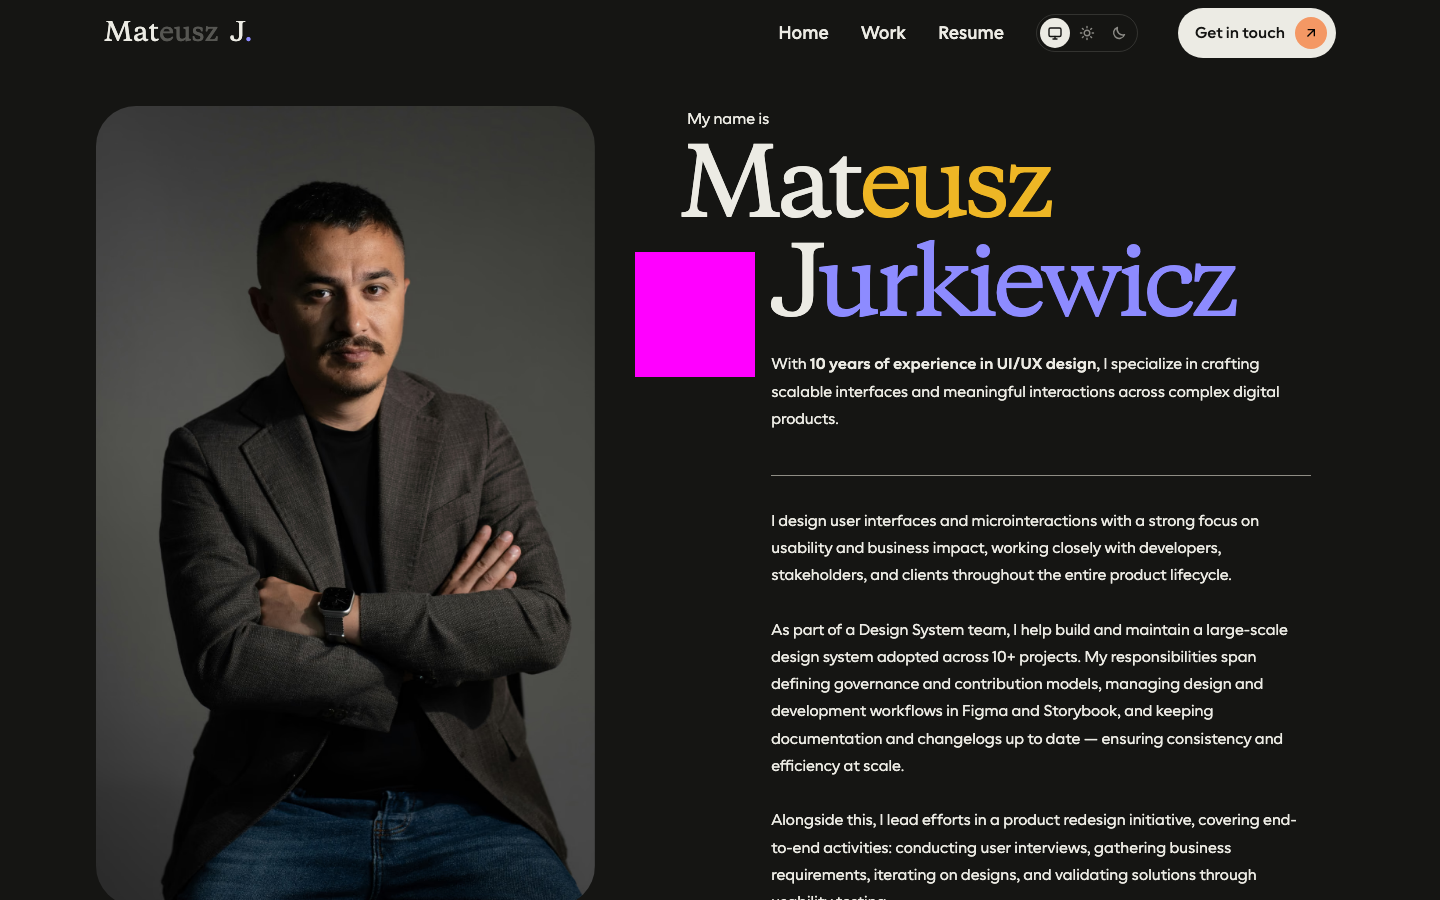 Mateusz J.
Home
Work
Resume
Get in touch
My name is
Mateusz
Jurkiewicz
With 10 years of experience in UI/UX design, I specialize in crafting
scalable interfaces and meaningful interactions across complex digital
products.
I design user interfaces and microinteractions with a strong focus on
usability and business impact, working closely with developers,
stakeholders, and clients throughout the entire product lifecycle.
As part of a Design System team, I help build and maintain a large-scale
design system adopted across 10+ projects. My responsibilities span
defining governance and contribution models, managing design and
development workflows in Figma and Storybook, and keeping
documentation and changelogs up to date — ensuring consistency and
efficiency at scale.
Alongside this, I lead efforts in a product redesign initiative, covering end-
to-end activities: conducting user interviews, gathering business
requirements, iterating on designs, and validating solutions through